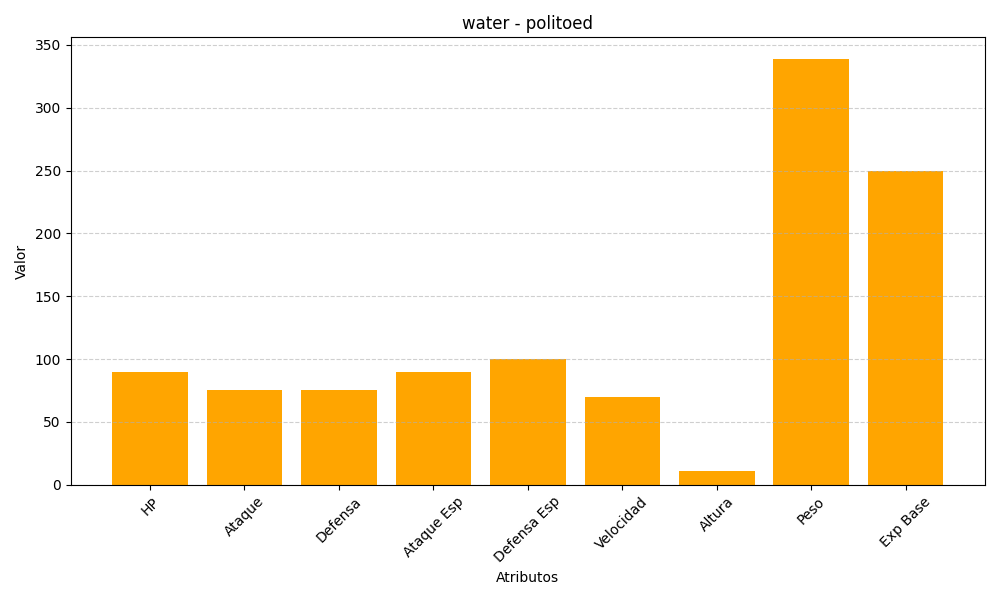 water - politoed
350
300
250
200
150
100
50
0
Valor
HP
Ataque
Defensa
Ataque Esp
Defensa Esp
Velocidad
Altura
Peso
Exp Base
Atributos